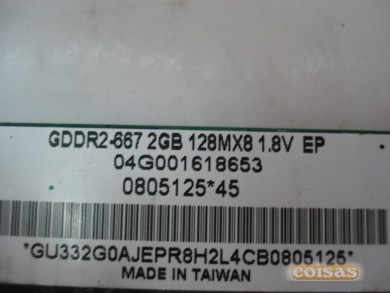 GDDR2-667 2GB 128MX8 1.8V EP
04G001618653
0805125*45
*GU332G0AJEPR8H2L4CB0805125*
MADE IN TAIWAN
coisas